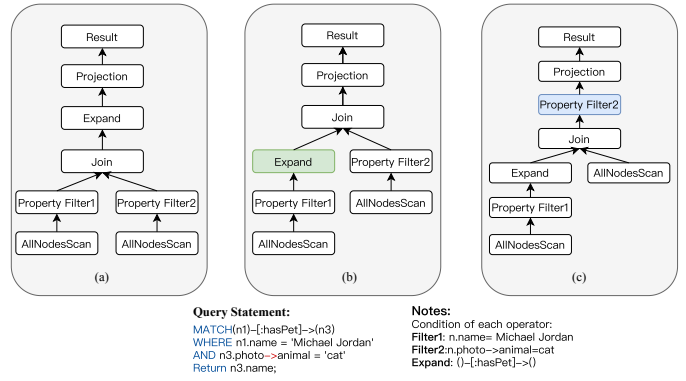 Result
Projection
Expand
Join
Property Filter1
Property Filter2
AllNodesScan
AllNodesScan
(a)
Result
Projection
Join
Expand
Property Filter2
Property Filter1
AllNodesScan
AllNodesScan
(b)
Result
Projection
Property Filter2
Join
Expand
AllNodesScan
Property Filter1
AllNodesScan
(c)
Query Statement:
MATCH(n1)–[:hasPet]–>(n3)
WHERE n1.name = 'Michael Jordan'
AND n3.photo->animal = 'cat'
Return n3.name;
Notes:
Condition of each operator:
Filter1: n.name= Michael Jordan
Filter2:n.photo->animal=cat
Expand: ()–[:hasPet]->()